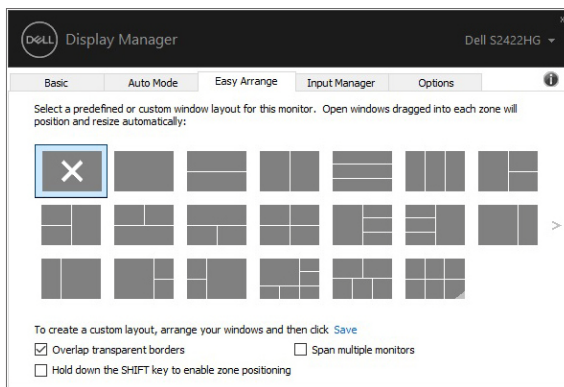 DELL Display Manager Dell S2422HG
Basic Auto Mode Easy Arrange Input Manager Options
Select a predefined or custom window layout for this monitor. Open windows dragged into each zone will
position and resize automatically:
To create a custom layout, arrange your windows and then click Save
Overlap transparent borders Span multiple monitors
Hold down the SHIFT key to enable zone positioning